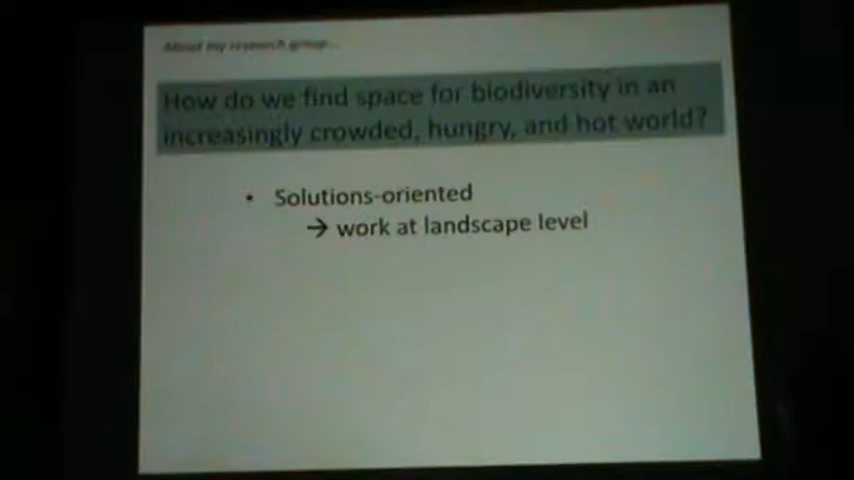 About my research group...
How do we find space for biodiversity in an
increasingly crowded, hungry, and hot world?
• Solutions-oriented
→ work at landscape level